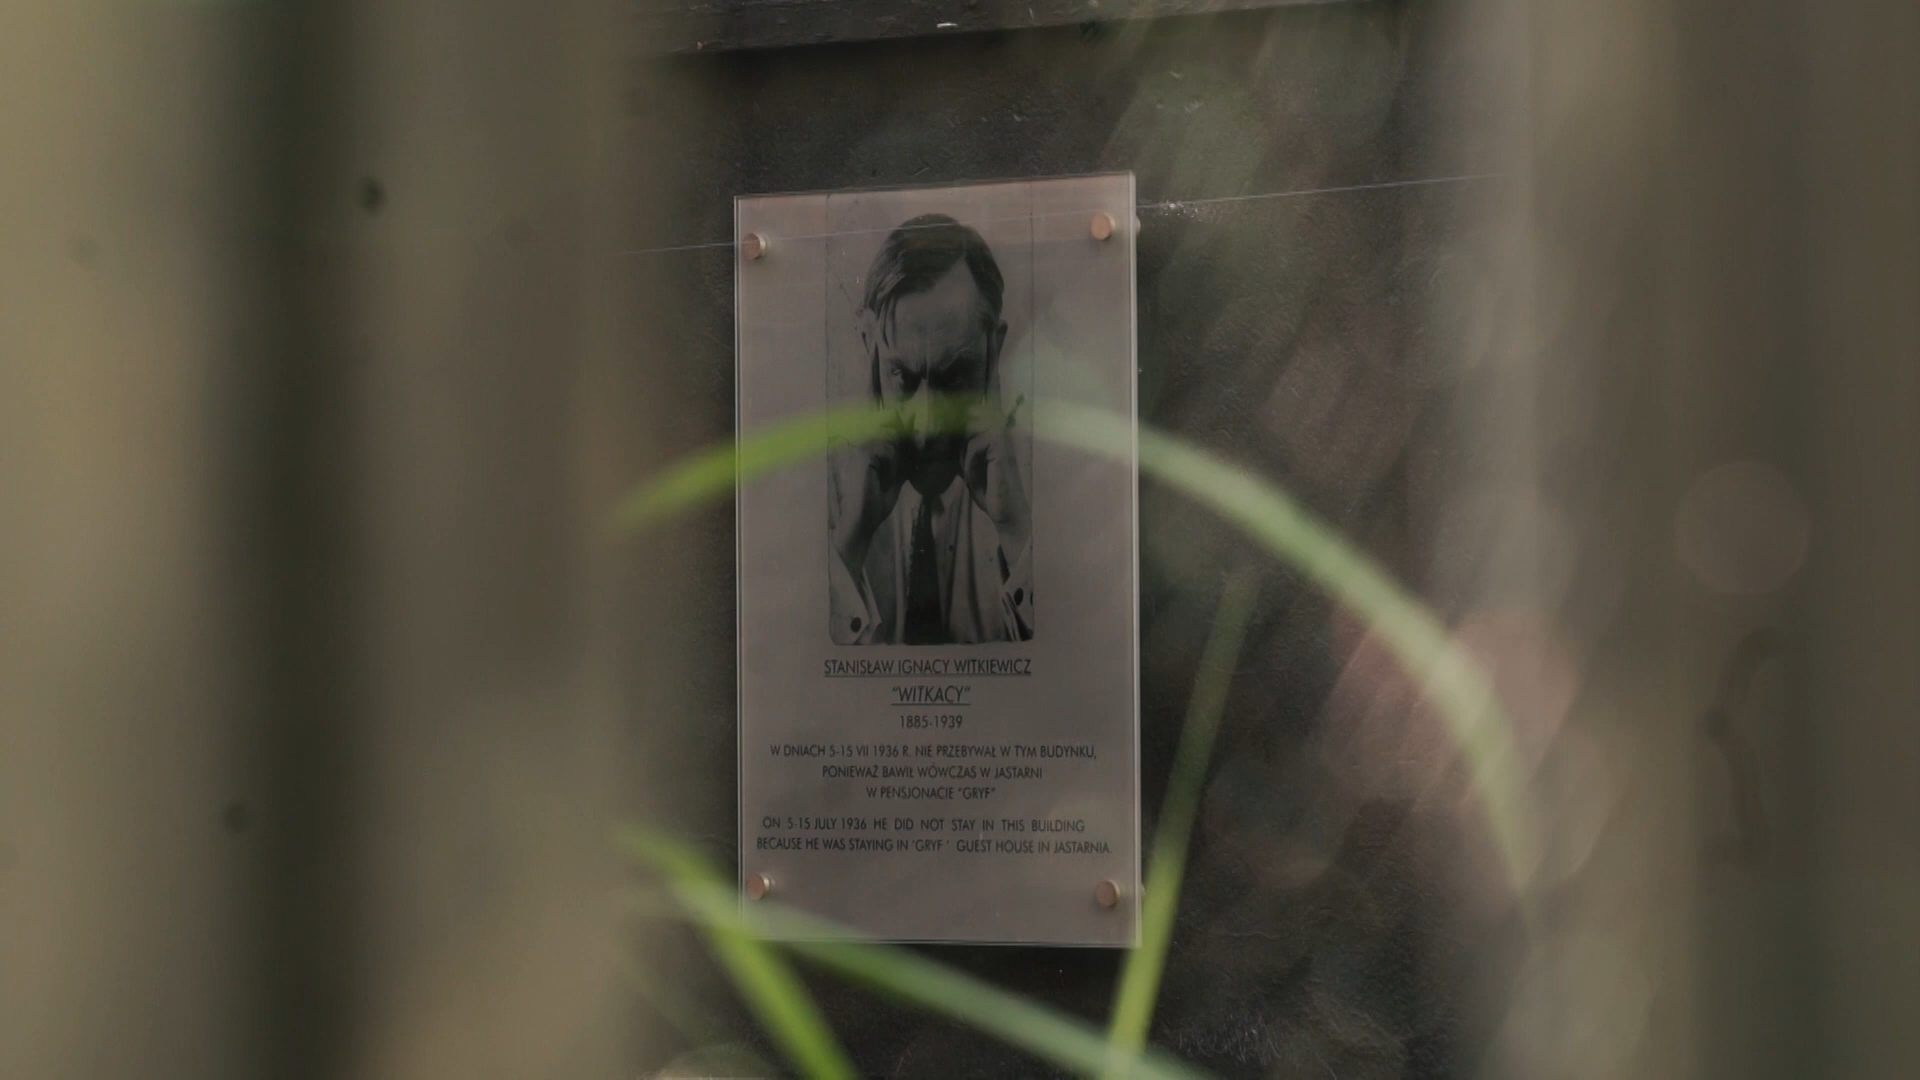 STANISŁAW IGNACY WITKIEWICZ
"WITKACY"
1885-1939
W DNIACH 5-15 VII 1936 R. NIE PRZEBYWAŁ W TYM BUDYNKU,
PONIEWAŻ BAWIŁ WÓWCZAS W JASTARNI
W PENSJONACIE "GRYF"
ON 5-15 JULY 1936 HE DID NOT STAY IN THIS BUILDING
BECAUSE HE WAS STAYING IN 'GRYF ' GUEST HOUSE IN JASTARNIA.